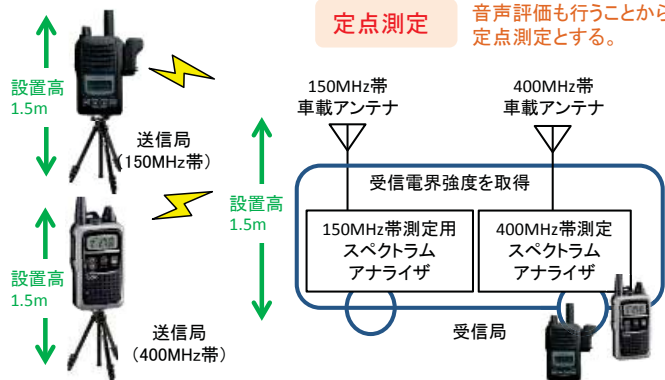 定点測定
音声評価も行うことから
定点測定とする。
設置高
1.5m
送信局
(150MHz帯)
設置高
1.5m
送信局
(400MHz帯)
設置高
1.5m
150MHz帯
車載アンテナ
400MHz帯
車載アンテナ
受信電界強度を取得
150MHz帯測定用
スペクトラム
アナライザ
400MHz帯測定
スペクトラム
アナライザ
受信局